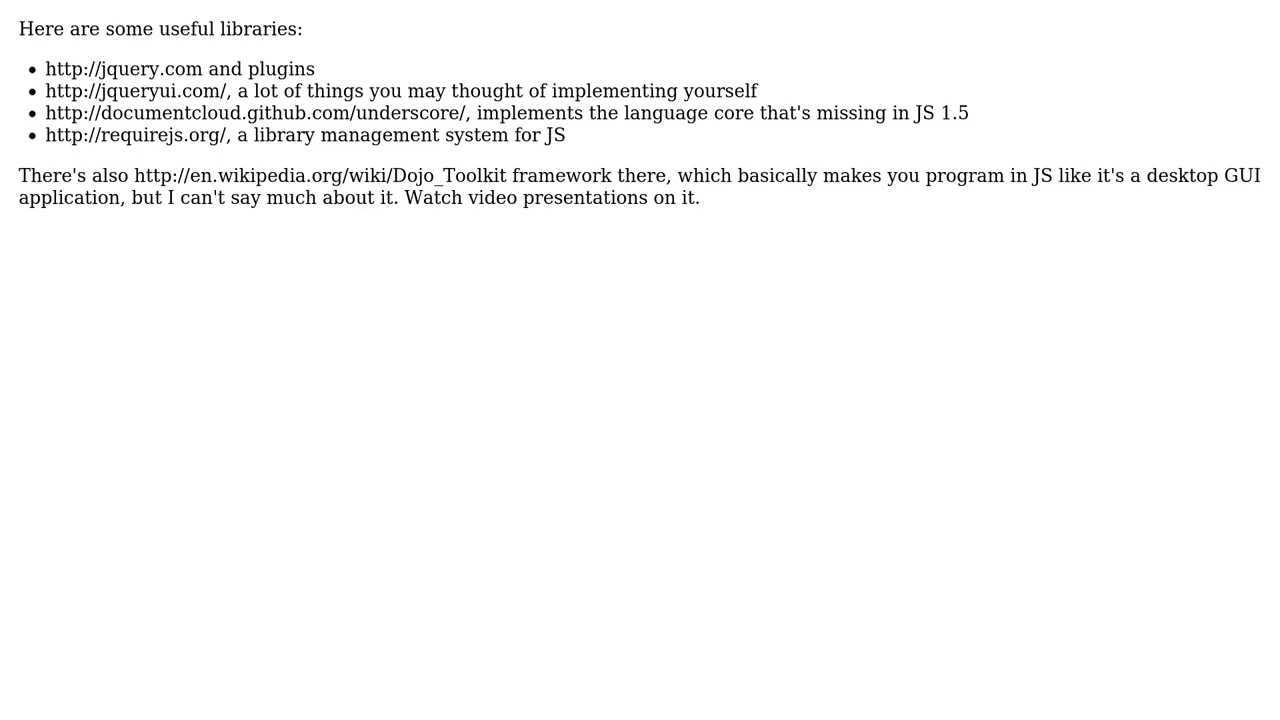 Here are some useful libraries:
• http://jquery.com and plugins
• http://jqueryui.com/, a lot of things you may thought of implementing yourself
• http://documentcloud.github.com/underscore/, implements the language core that's missing in JS 1.5
• http://requirejs.org/, a library management system for JS
There's also http://en.wikipedia.org/wiki/Dojo_Toolkit framework there, which basically makes you program in JS like it's a desktop GUI
application, but I can't say much about it. Watch video presentations on it.